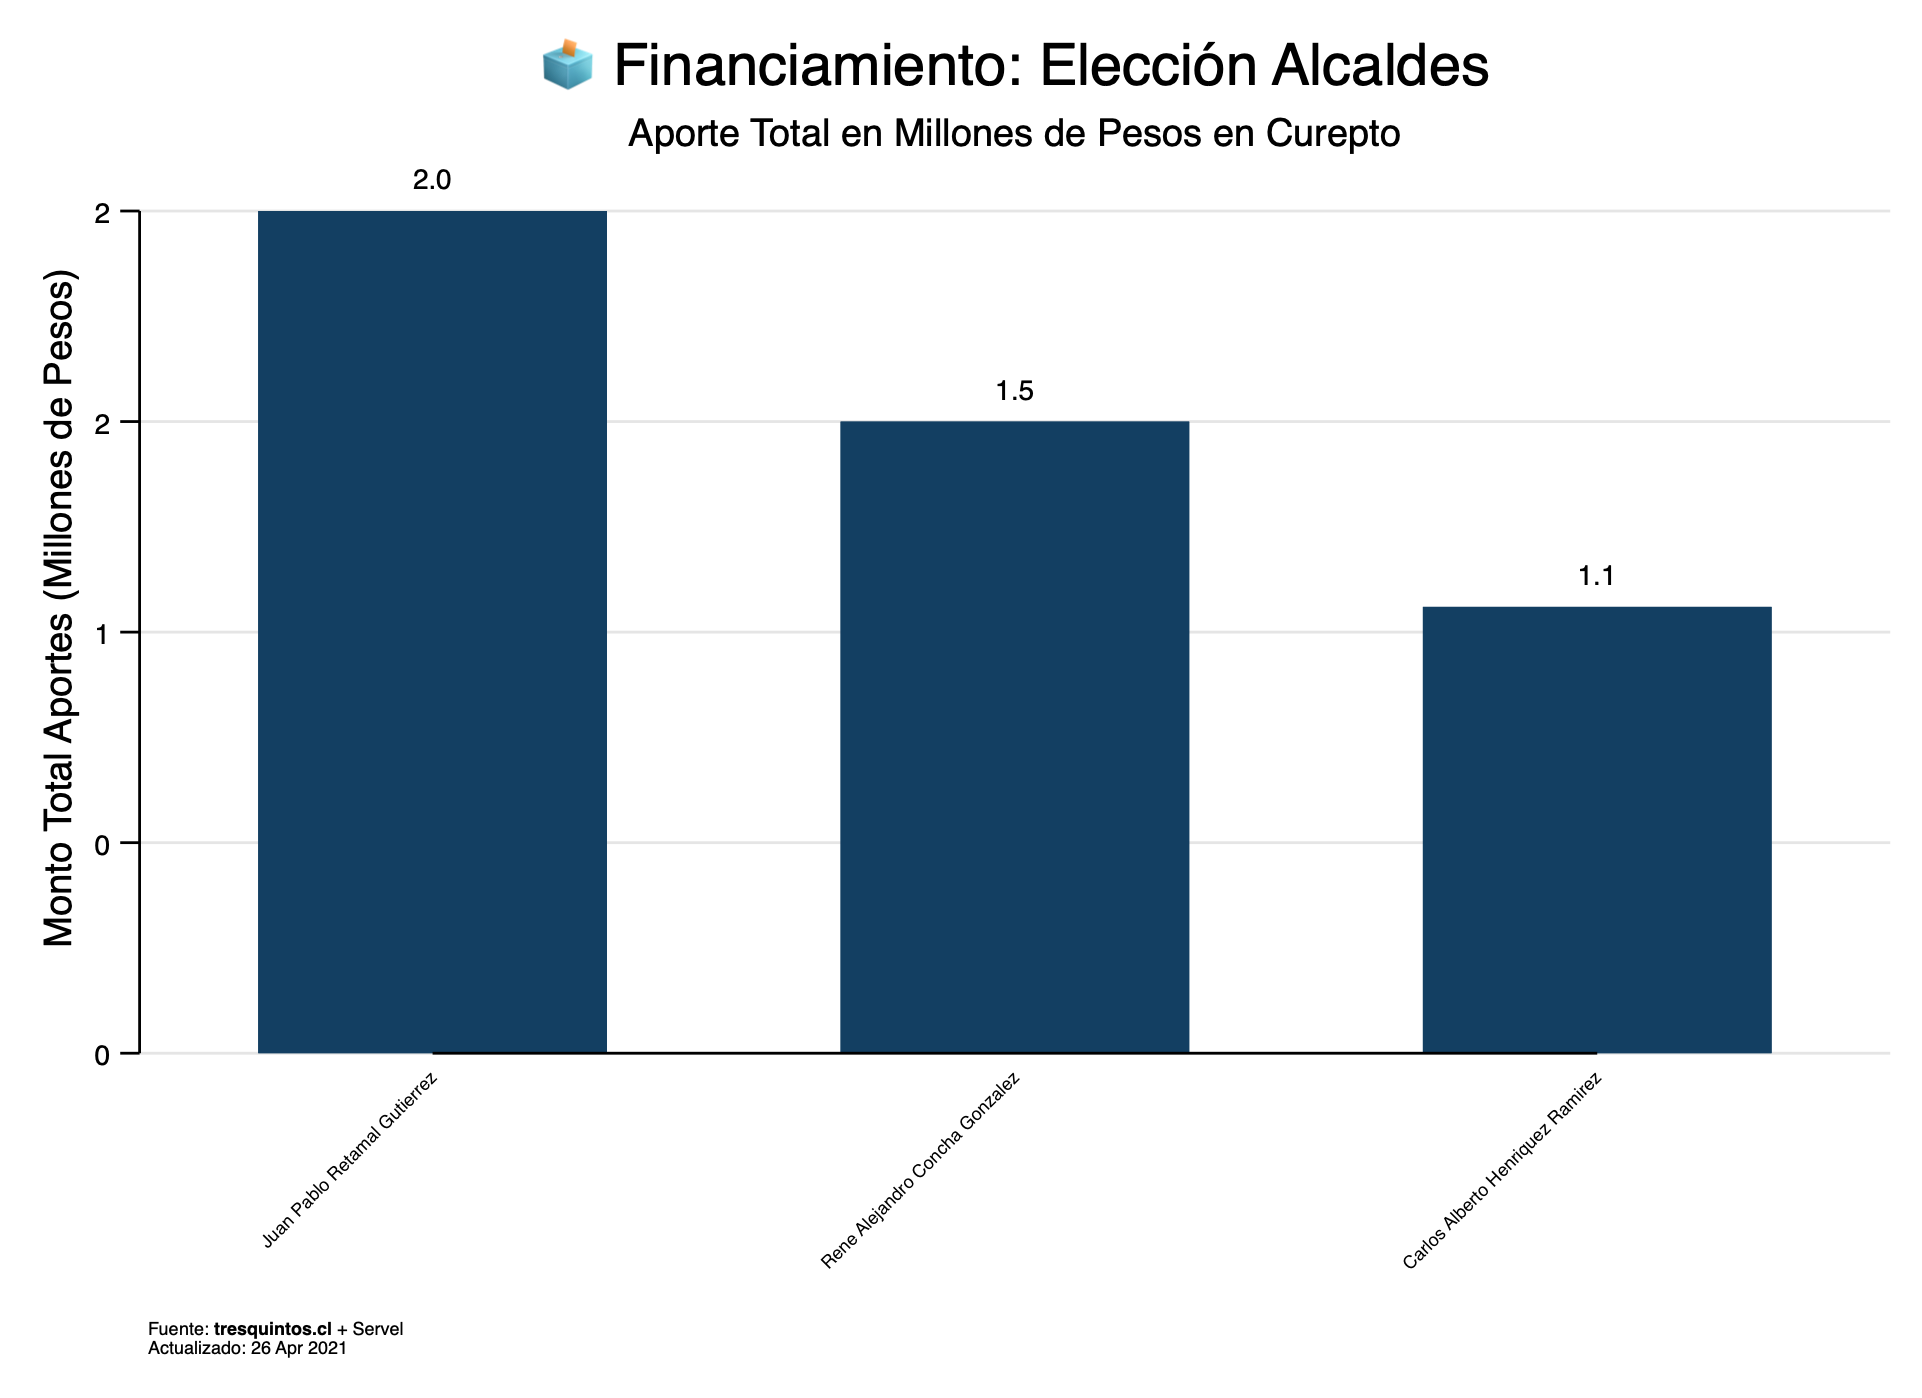 🗳 Financiamiento: Elección Alcaldes
Aporte Total en Millones de Pesos en Curepto
Monto Total Aportes (Millones de Pesos)
2
2
1
0
0
2.0
1.5
1.1
Juan Pablo Retamal Gutierrez
Rene Alejandro Concha Gonzalez
Carlos Alberto Henriquez Ramirez
Fuente: tresquintos.cl + Servel
Actualizado: 26 Apr 2021